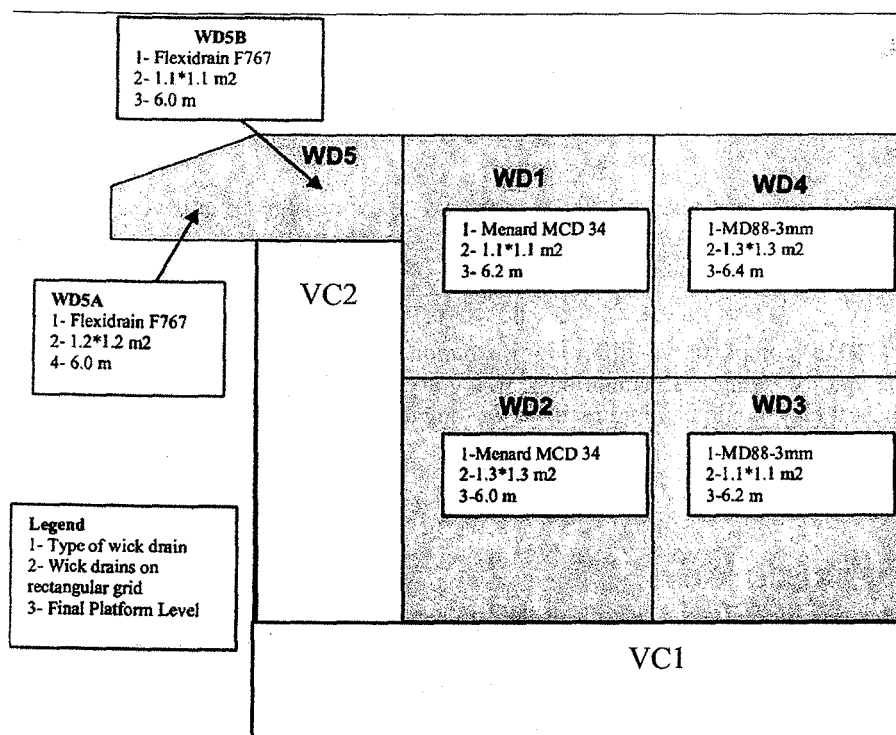 WD5B
1- Flexidrain F767
2- 1.1*1.1 m2
3- 6.0 m
WD5
WD1
WD4
1- Menard MCD 34
2- 1.1*1.1 m2
3- 6.2 m
1-MD88-3mm
2-1.3*1.3 m2
3-6.4 m
VC2
WD5A
1- Flexidrain F767
2- 1.2*1.2 m2
4- 6.0 m
WD2
WD3
1-Menard MCD 34
2-1.3*1.3 m2
3-6.0 m
1-MD88-3mm
2-1.1*1.1 m2
3-6.2 m
Legend
1- Type of wick drain
2- Wick drains on
rectangular grid
3- Final Platform Level
VC1